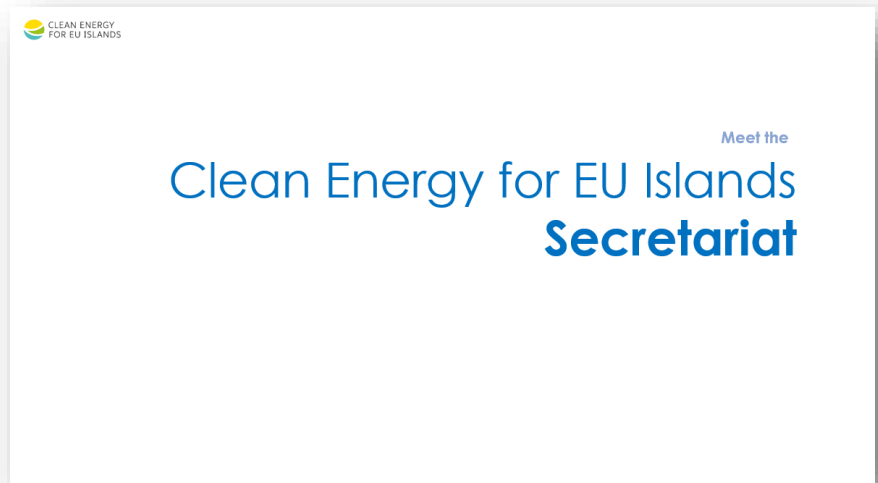 CLEAN ENERGY
FOR EU ISLANDS
Meet the
Clean Energy for EU Islands
Secretariat